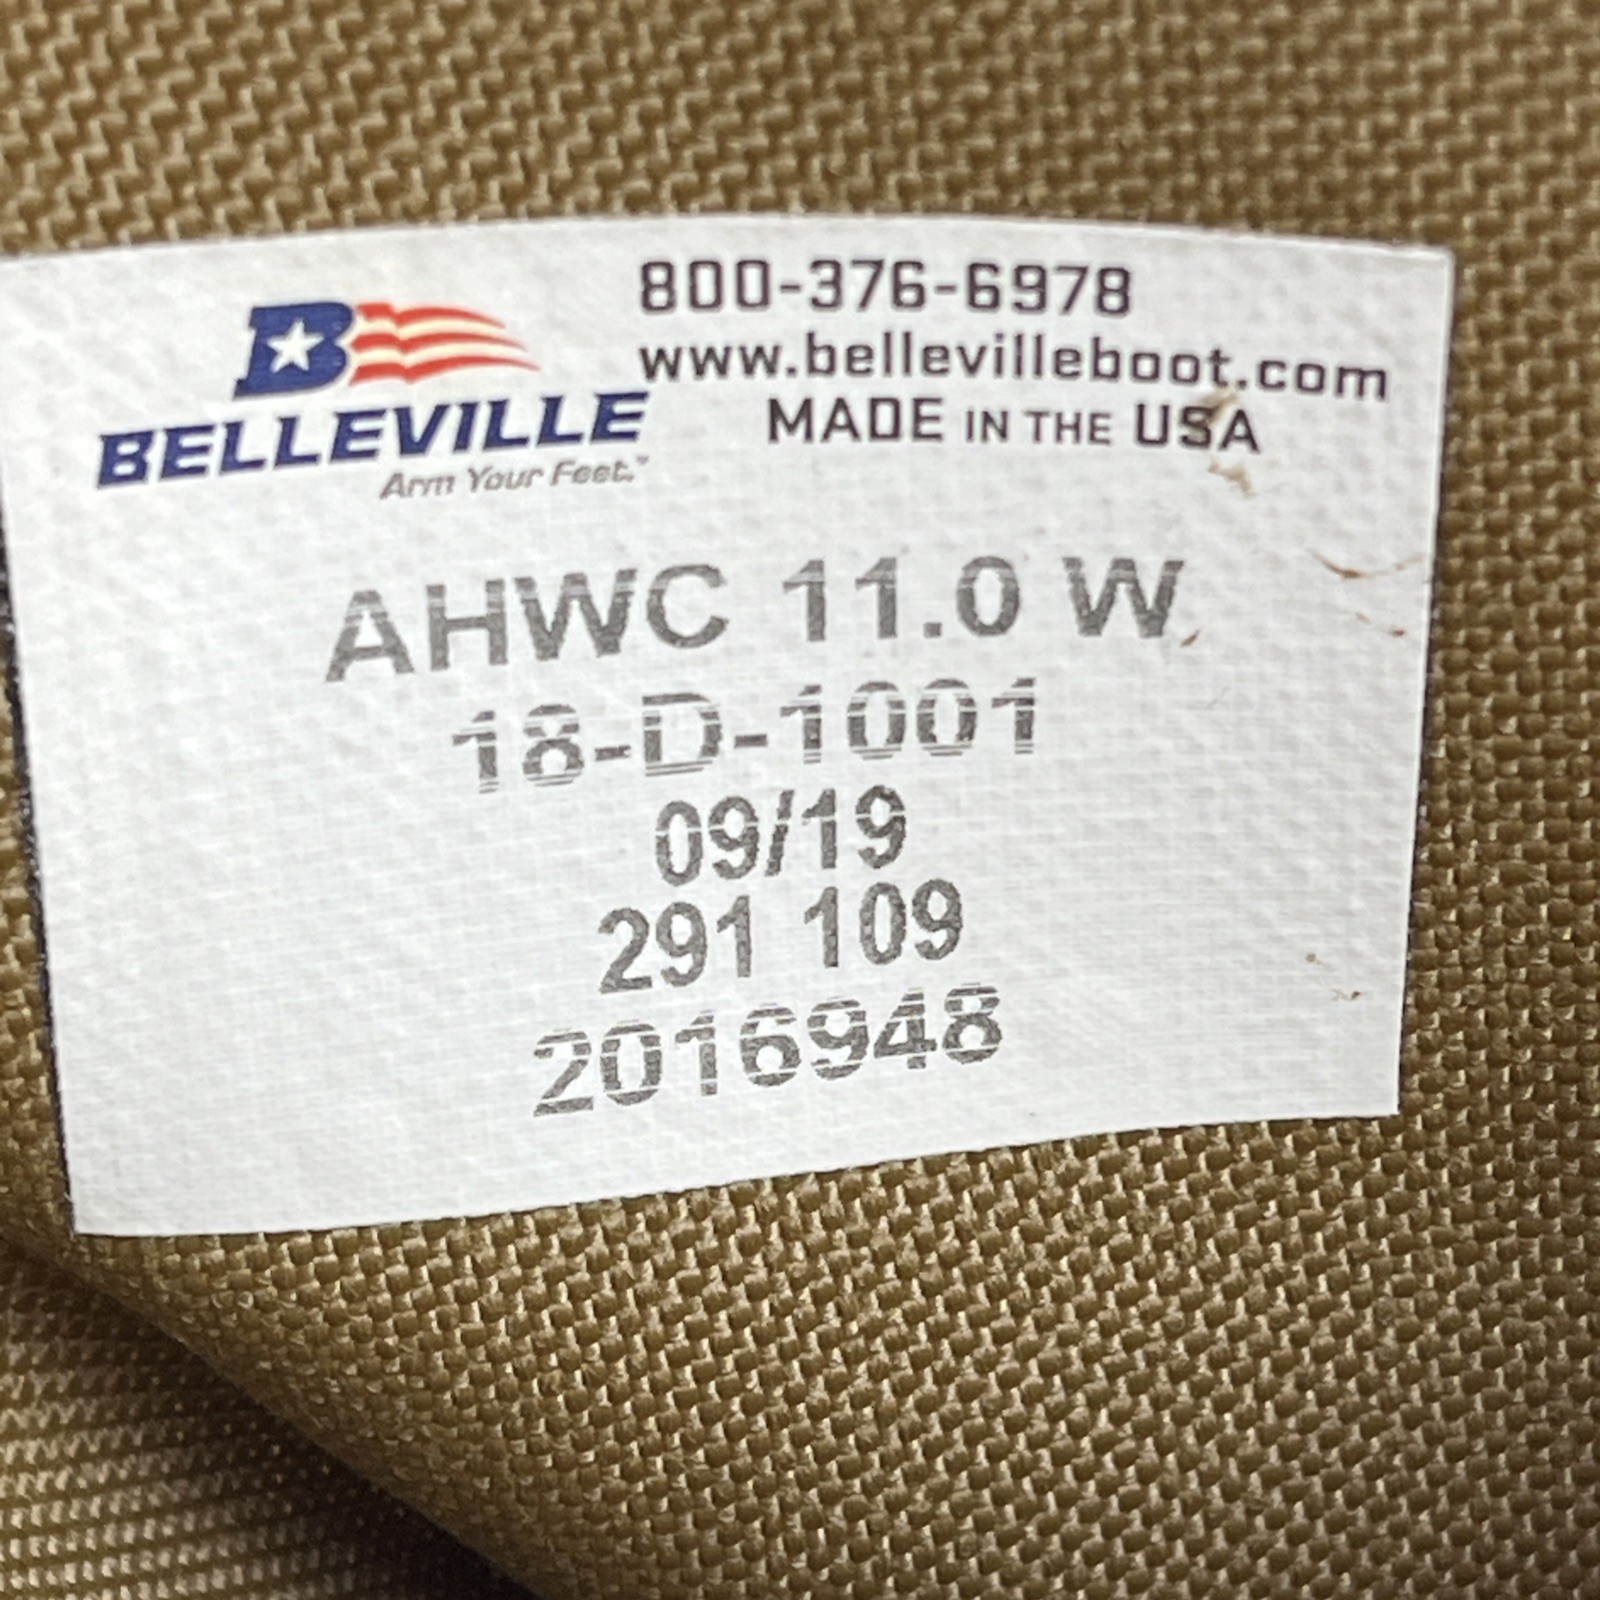 B
BELLEVILLE
Arm Your Feet.™
800-376-6978
www.bellevilleboot.com
MADE IN THE USA
AHWC 11.0 W
18-D-1001
09/19
291 109
2016948